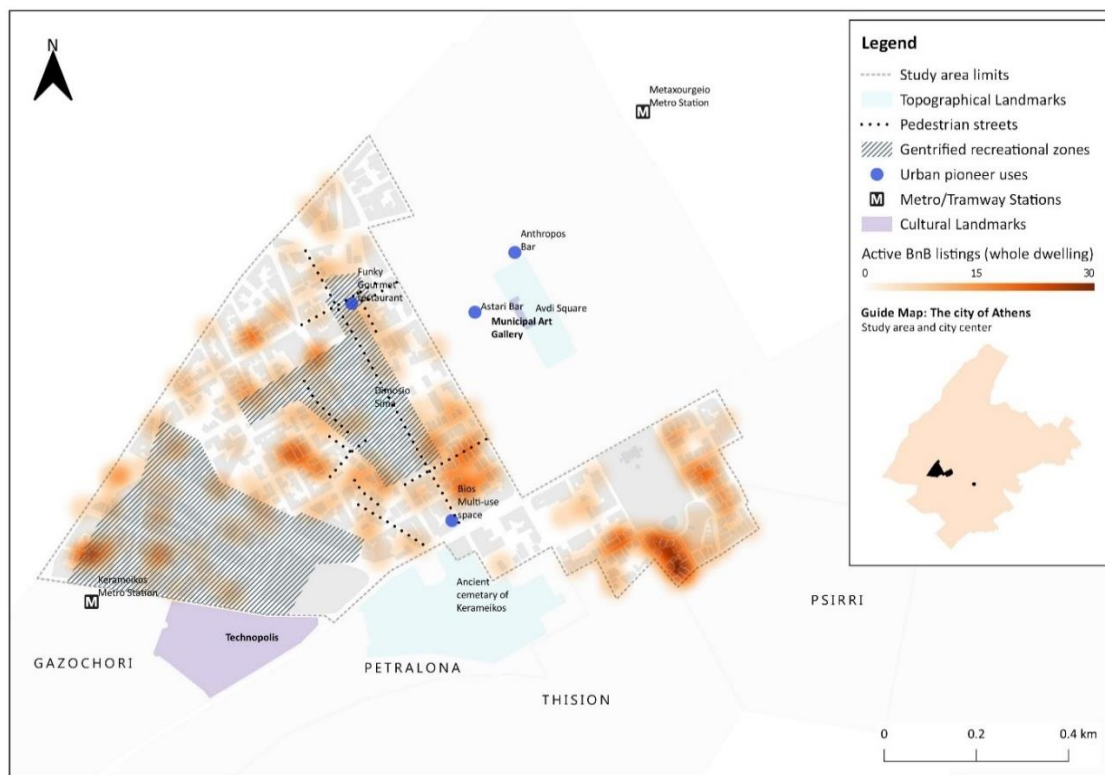 N
Metaxourgeio
Metro Station
M
Anthropos
Bar
Funky
Gourmet
restaurant
Astari Bar
Avdi Square
Municipal Art
Gallery
Dimosio
Sima
Bios
Multi-use
space
Kerameikos
Metro Station
M
Ancient
cemetary of
Kerameikos
Technopolis
GAZOCHORI
PETRALONA
THISION
PSIRRI
Legend
Study area limits
Topographical Landmarks
Pedestrian streets
Gentrified recreational zones
Urban pioneer uses
M Metro/Tramway Stations
Cultural Landmarks
Active BnB listings (whole dwelling)
0 15 30
Guide Map: The city of Athens
Study area and city center
0 0.2 0.4 km